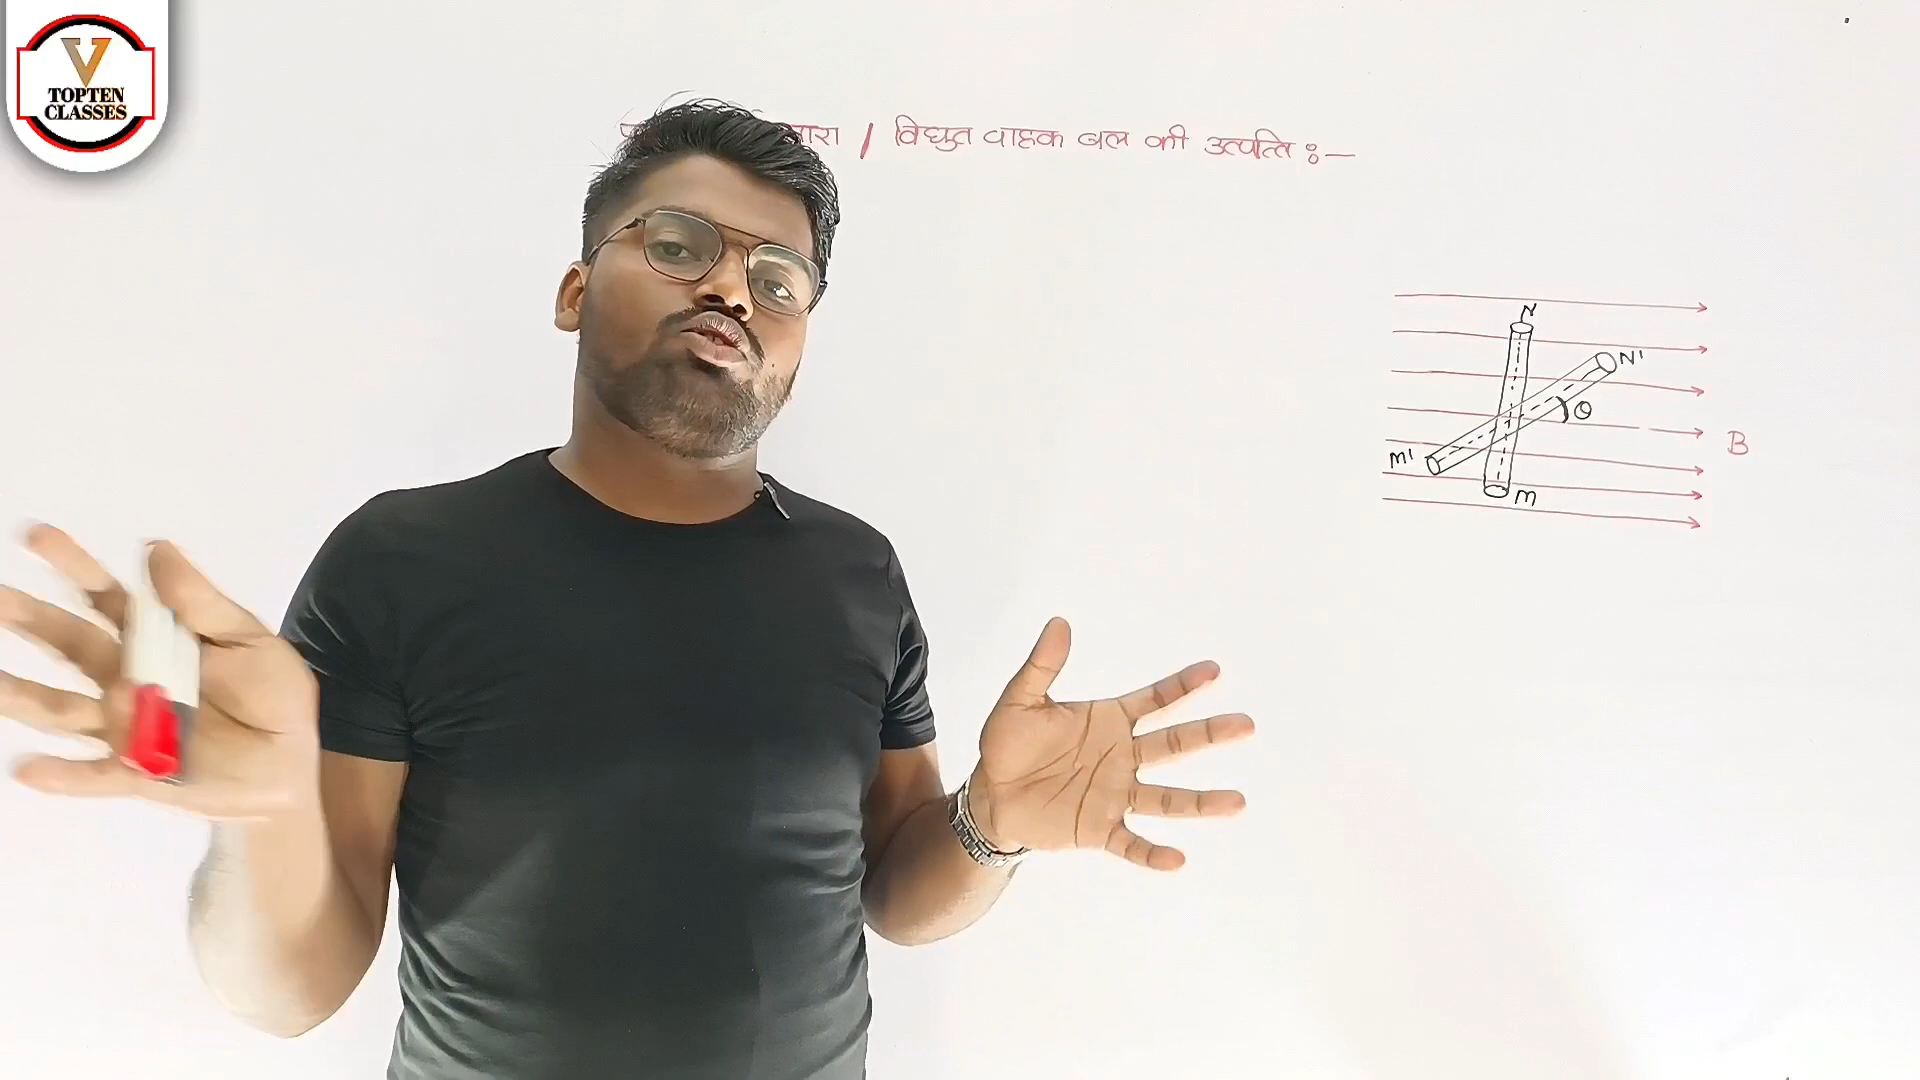 V
TOPTEN
CLASSES
/ विद्युत वाहक बल की उत्पत्ति :—
N
N'
θ
B
M'
M